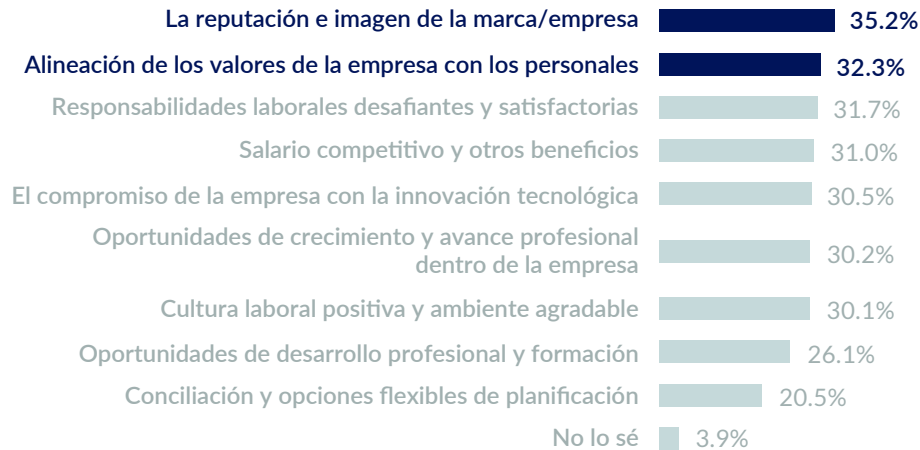 La reputación e imagen de la marca/empresa 35.2%
Alineación de los valores de la empresa con los personales 32.3%
Responsabilidades laborales desafiantes y satisfactorias 31.7%
Salario competitivo y otros beneficios 31.0%
El compromiso de la empresa con la innovación tecnológica 30.5%
Oportunidades de crecimiento y avance profesional
dentro de la empresa 30.2%
Cultura laboral positiva y ambiente agradable 30.1%
Oportunidades de desarrollo profesional y formación 26.1%
Conciliación y opciones flexibles de planificación 20.5%
No lo sé 3.9%